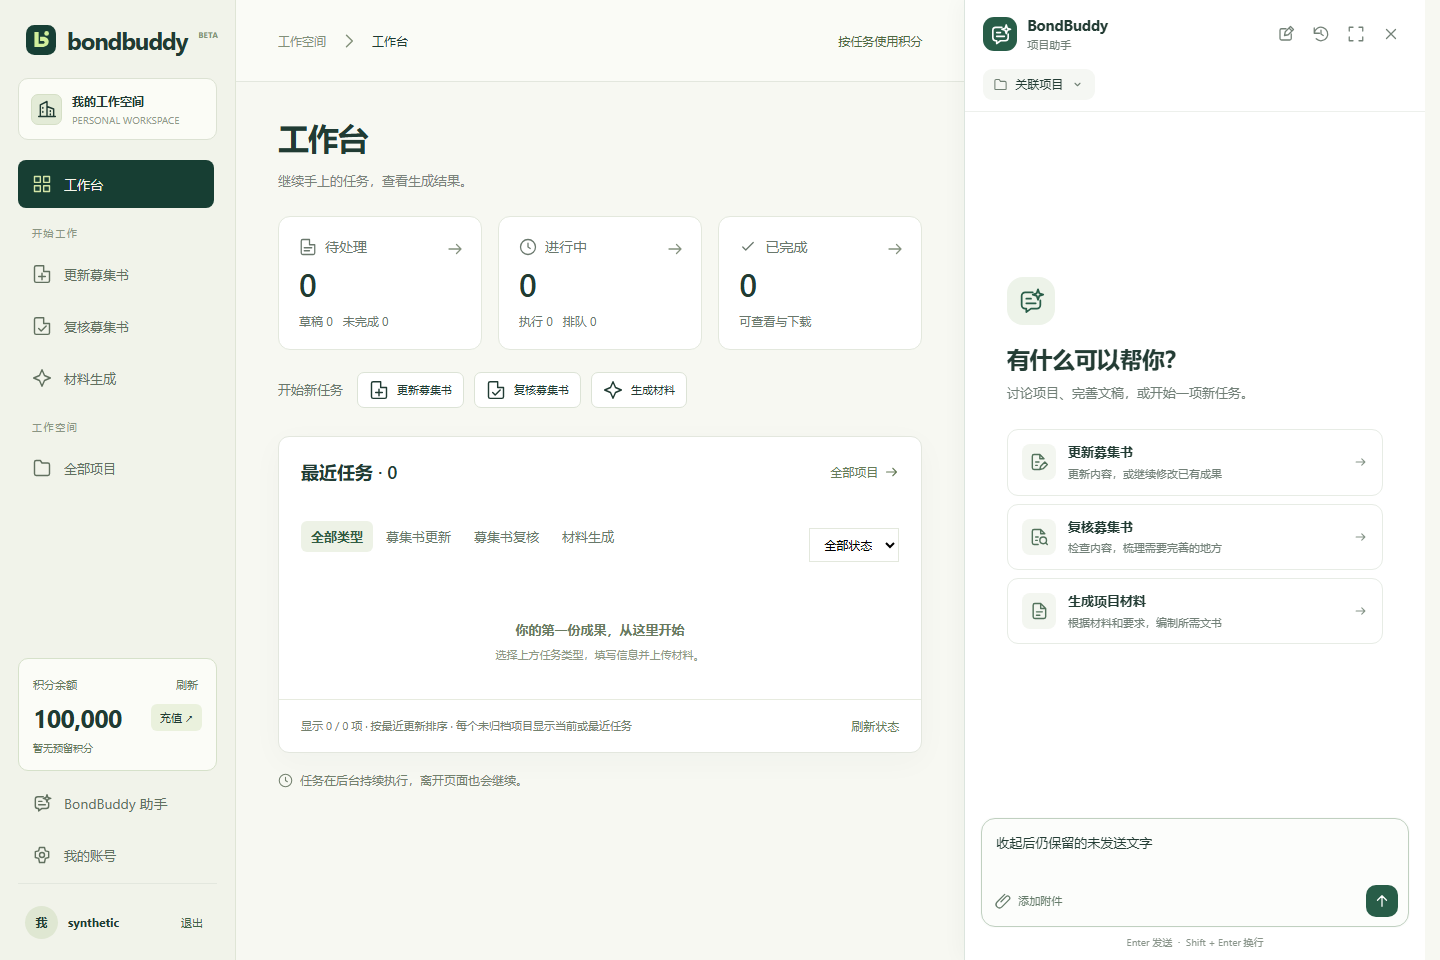 bondbuddy BETA
我的工作空间
PERSONAL WORKSPACE
工作台
开始工作
更新募集书
复核募集书
材料生成
工作空间
全部项目
积分余额 刷新
100,000 充值 ↗
暂无预留积分
BondBuddy 助手
我的账号
我 synthetic 退出
工作空间 工作台 按任务使用积分
工作台
继续手上的任务，查看生成结果。
待处理
0
草稿 0 未完成 0
进行中
0
执行 0 排队 0
已完成
0
可查看与下载
开始新任务 更新募集书 复核募集书 生成材料
最近任务 · 0 全部项目 →
全部类型 募集书更新 募集书复核 材料生成 全部状态
你的第一份成果，从这里开始
选择上方任务类型，填写信息并上传材料。
显示 0 / 0 项 · 按最近更新排序 · 每个未归档项目显示当前或最近任务 刷新状态
任务在后台持续执行，离开页面也会继续。
BondBuddy
项目助手
关联项目
有什么可以帮你？
讨论项目、完善文稿，或开始一项新任务。
更新募集书
更新内容，或继续修改已有成果
复核募集书
检查内容，梳理需要完善的地方
生成项目材料
根据材料和要求，编制所需文书
收起后仍保留的未发送文字
添加附件
Enter 发送 · Shift + Enter 换行